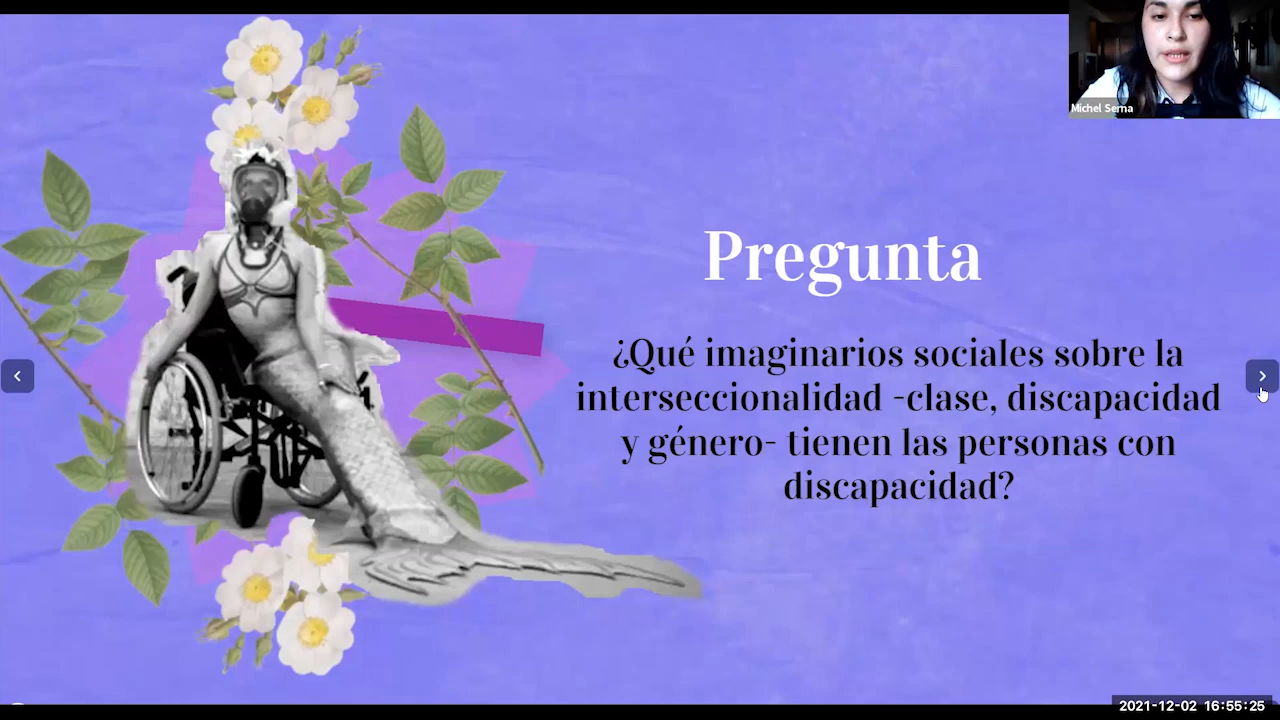 Michel Serna
Pregunta
¿Qué imaginarios sociales sobre la
interseccionalidad -clase, discapacidad
y género- tienen las personas con
discapacidad?
2021-12-02 16:55:25